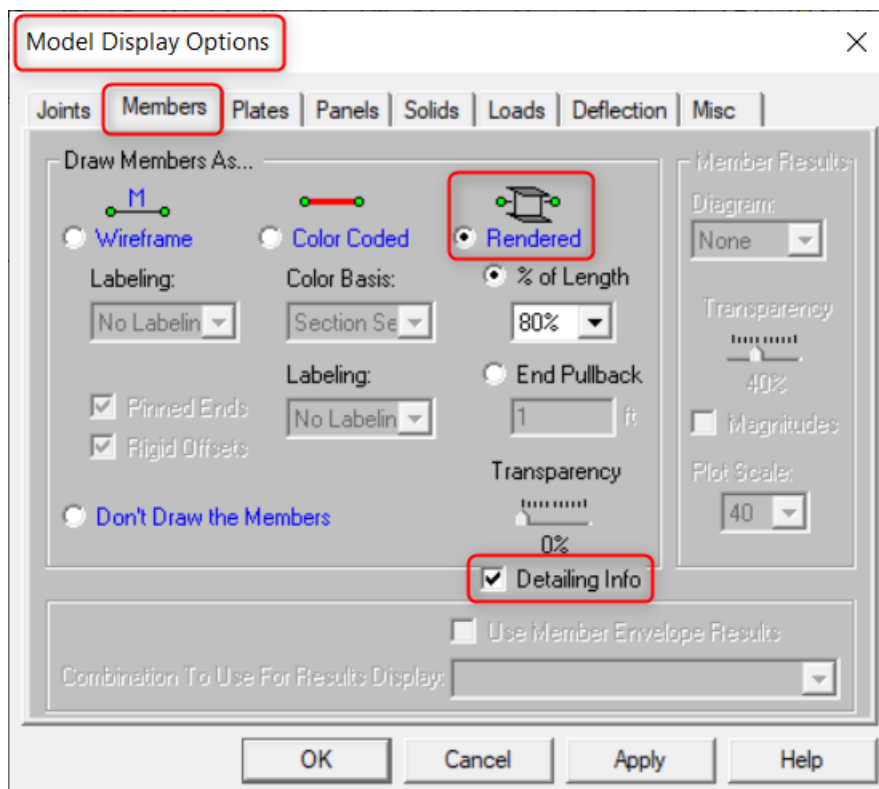 Model Display Options
Joints Members Plates Panels Solids Loads Deflection Misc
Draw Members As...
Member Results
M
Wireframe
Color Coded
Rendered
Diagram:
None
Labeling:
Color Basis:
% of Length
No Labelin
Section Se
80%
Transparency
40%
Labeling:
End Pullback
Pinned Ends
No Labelin
1 ft
Magnitudes
Rigid Offsets
Transparency
Plot Scale:
40
Don't Draw the Members
0%
Detailing Info
Use Member Envelope Results
Combination To Use For Results Display:
OK Cancel Apply Help